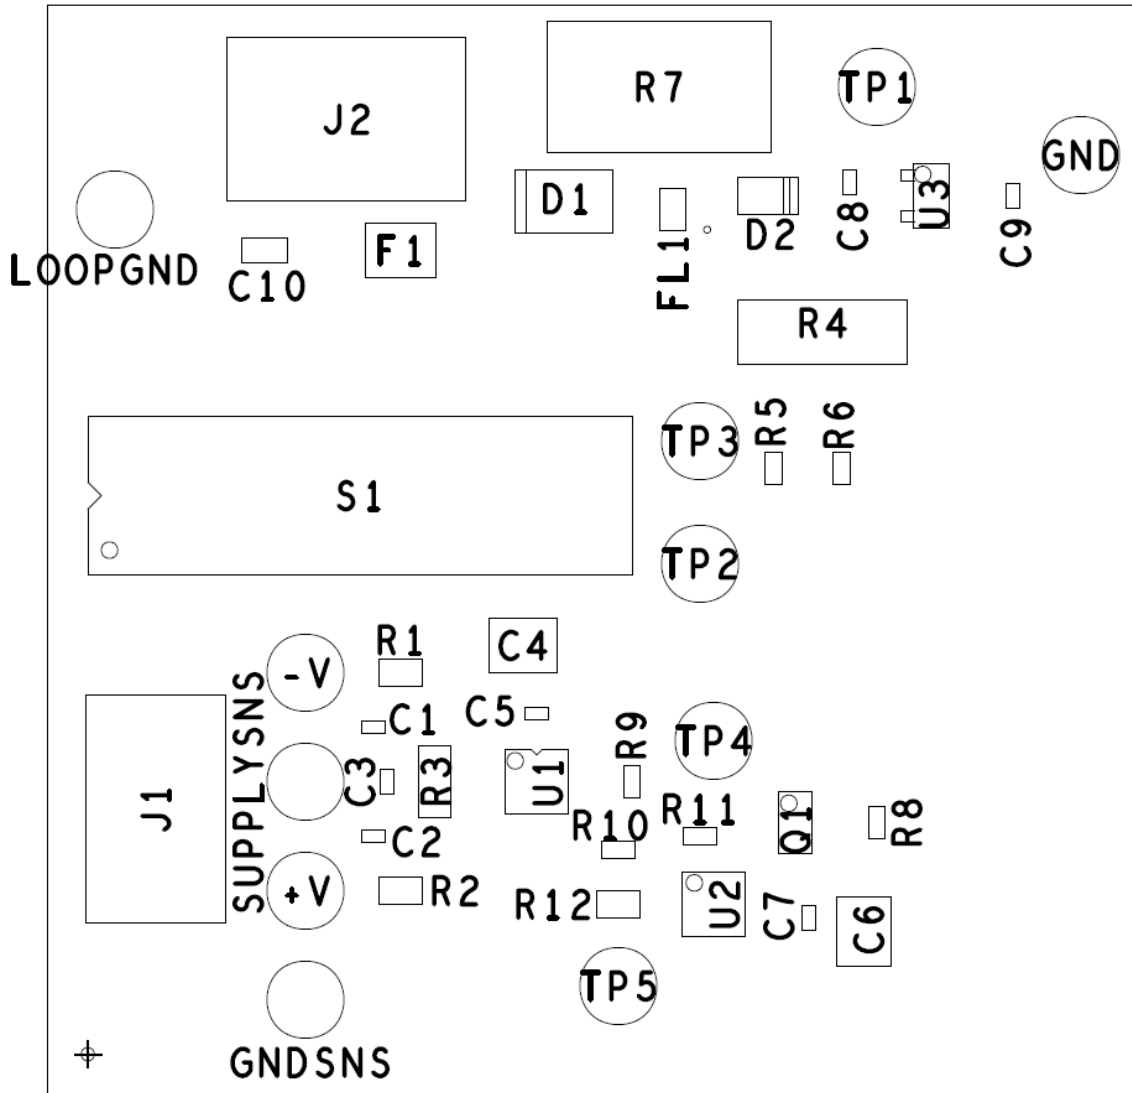 R7
TP1
J2
GND
D1
U3
D2
C8
C9
F1
FL1
LOOPGND
C10
R4
R5
R6
TP3
S1
TP2
R1
C4
-V
SUPPLYSNS
C1
C5
R9
TP4
C3
R3
U1
J1
R10
R11
Q1
R8
C2
+V
R2
R12
U2
C7
C6
TP5
GNDSNS